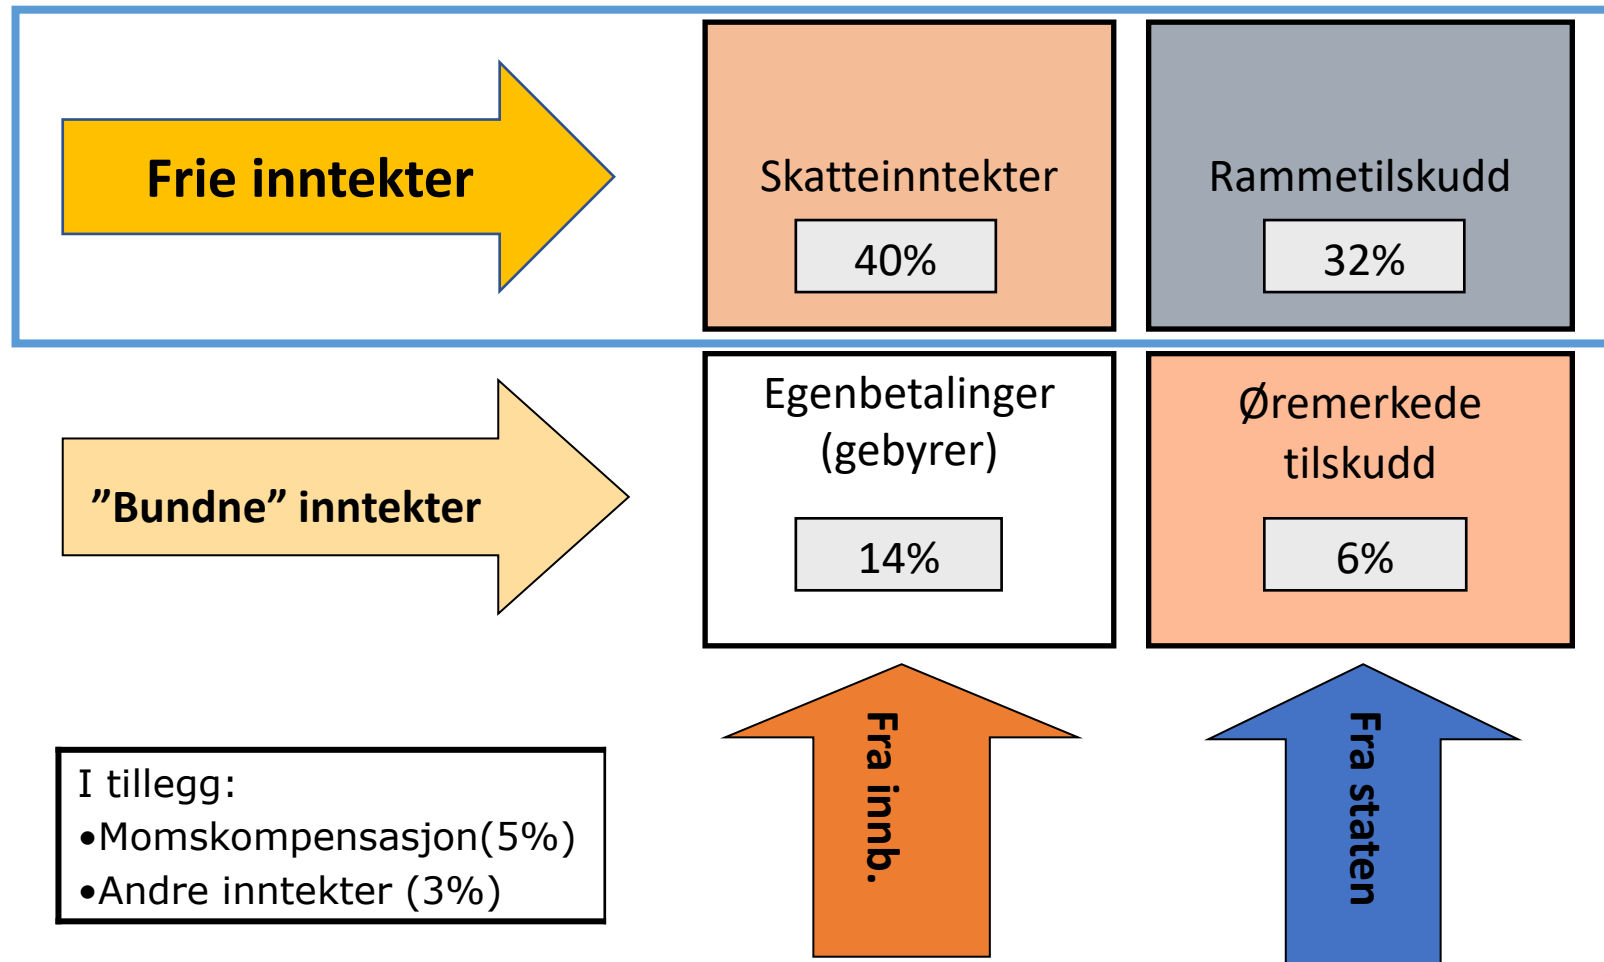 Frie inntekter
Skatteinntekter
40%
Rammetilskudd
32%
”Bundne” inntekter
Egenbetalinger
(gebyrer)
14%
Øremerkede
tilskudd
6%
I tillegg:
•Momskompensasjon(5%)
•Andre inntekter (3%)
Fra innb.
Fra staten